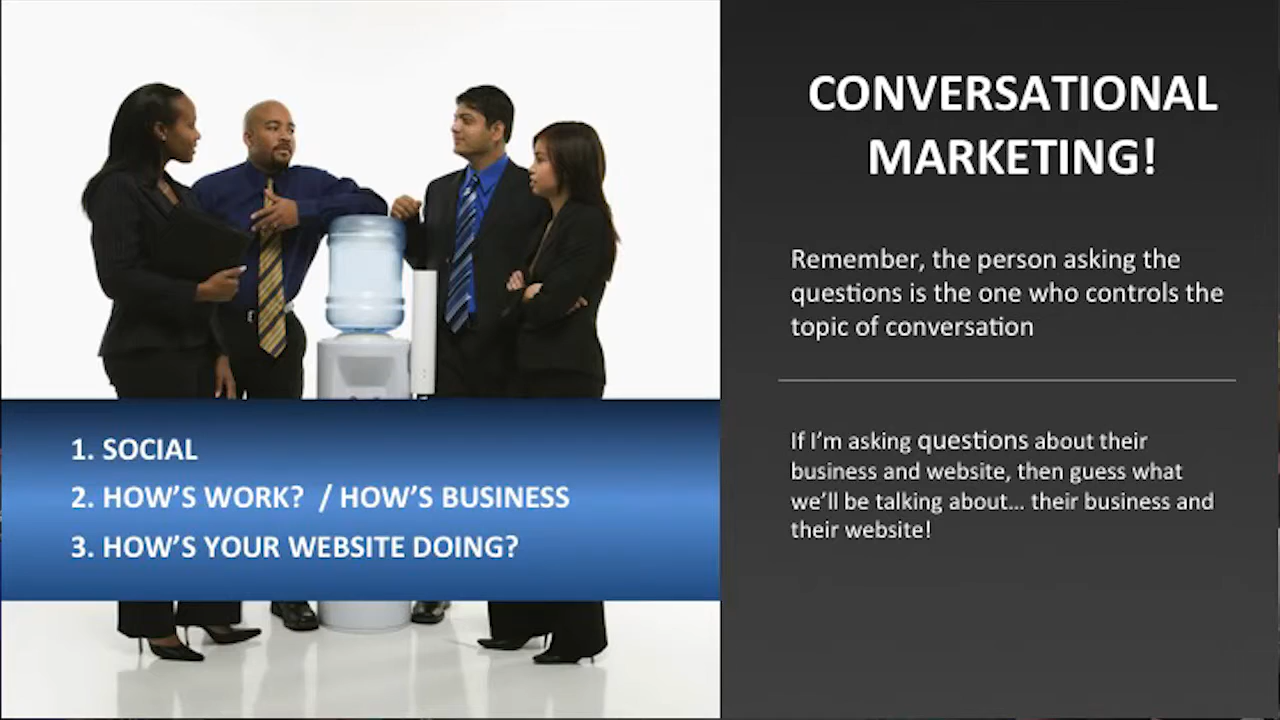 CONVERSATIONAL
MARKETING!
Remember, the person asking the
questions is the one who controls the
topic of conversation
If I'm asking questions about their
business and website, then guess what
we'll be talking about... their business and
their website!
1. SOCIAL
2. HOW'S WORK?  / HOW'S BUSINESS
3. HOW'S YOUR WEBSITE DOING?